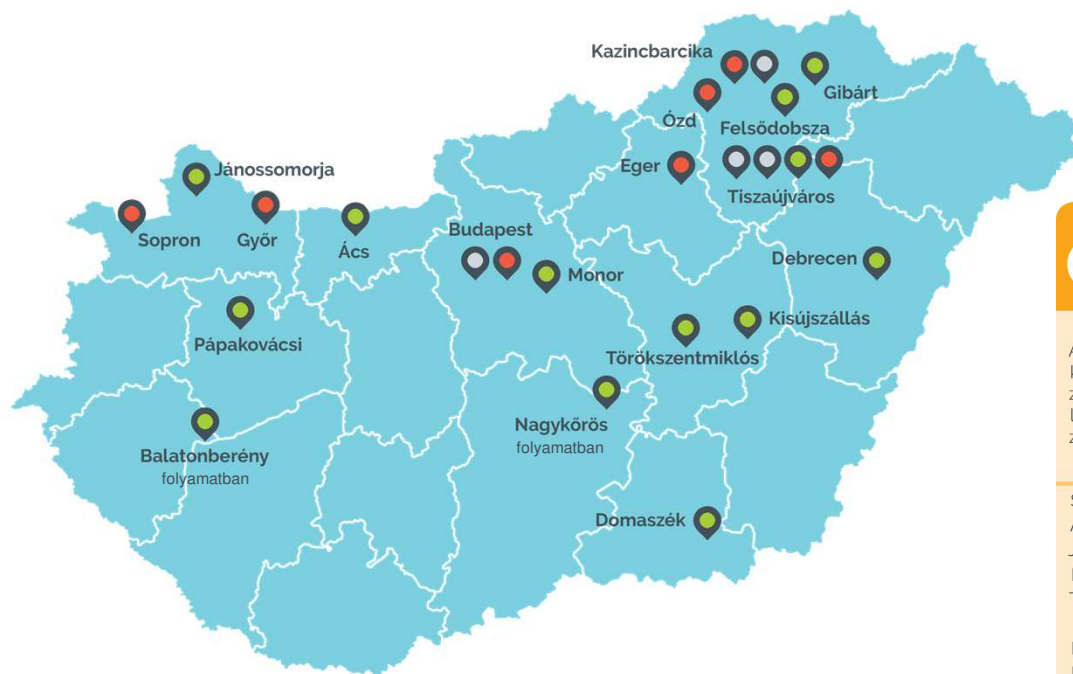 Kazincbarcika
Gibárt
Ózd
Felsődobsza
Eger
Jánossomorja
Tiszaújváros
Sopron
Győr
Ács
Budapest
Debrecen
Monor
Kisújszállás
Pápakovácsi
Törökszentmiklós
Nagykőrös
folyamatban
Balatonberény
folyamatban
Domaszék